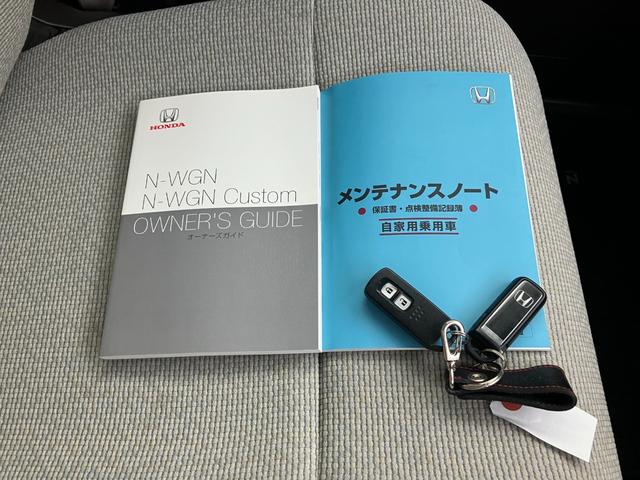 HONDA
N-WGN
N-WGN Custom
OWNER'S GUIDE
オーナーズガイド
メンテナンスノート
保証書・点検整備記録簿
自家用乗用車